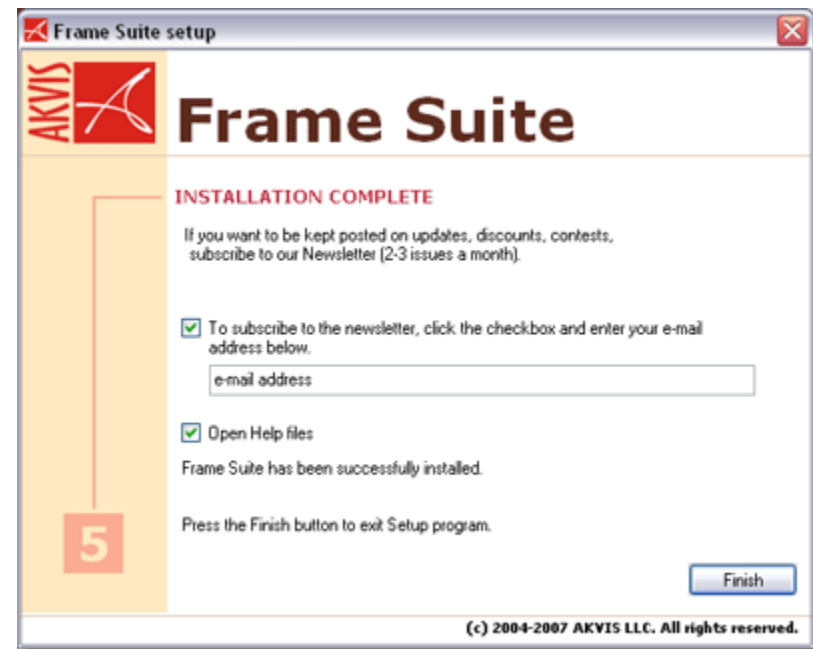 Frame Suite setup
AKVIS
Frame Suite
INSTALLATION COMPLETE
If you want to be kept posted on updates, discounts, contests,
subscribe to our Newsletter (2-3 issues a month).
To subscribe to the newsletter, click the checkbox and enter your e-mail
address below.
e-mail address
Open Help files
Frame Suite has been successfully installed.
Press the Finish button to exit Setup program.
5
Finish
(c) 2004-2007 AKVIS LLC. All rights reserved.